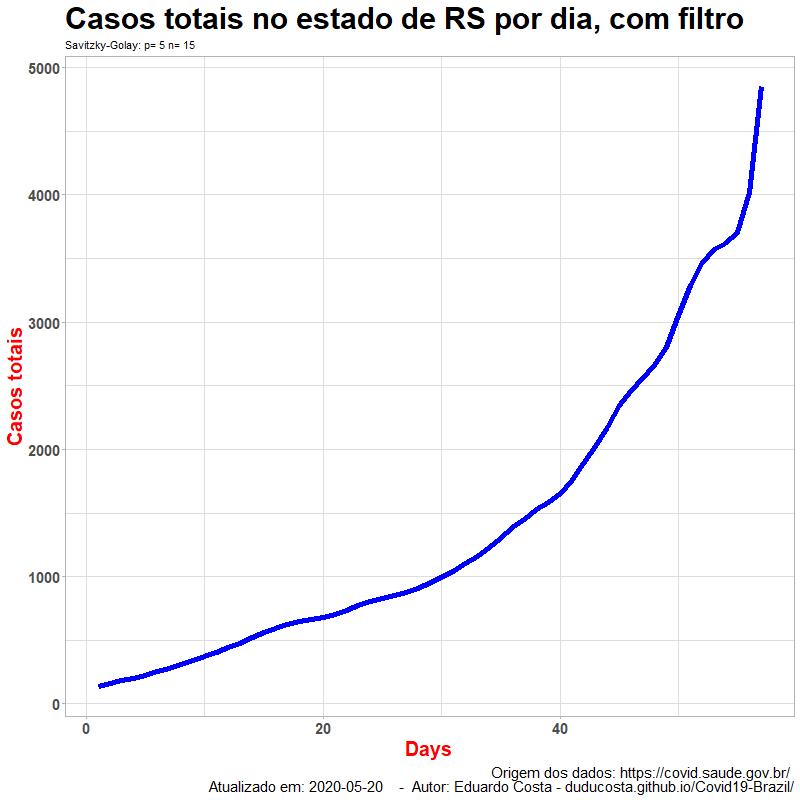 Casos totais no estado de RS por dia, com filtro
Savitzky-Golay: p= 5 n= 15
5000
4000
3000
2000
1000
0
Casos totais
0 20 40
Days
Origem dos dados: https://covid.saude.gov.br/
Atualizado em: 2020-05-20 - Autor: Eduardo Costa - duducosta.github.io/Covid19-Brazil/